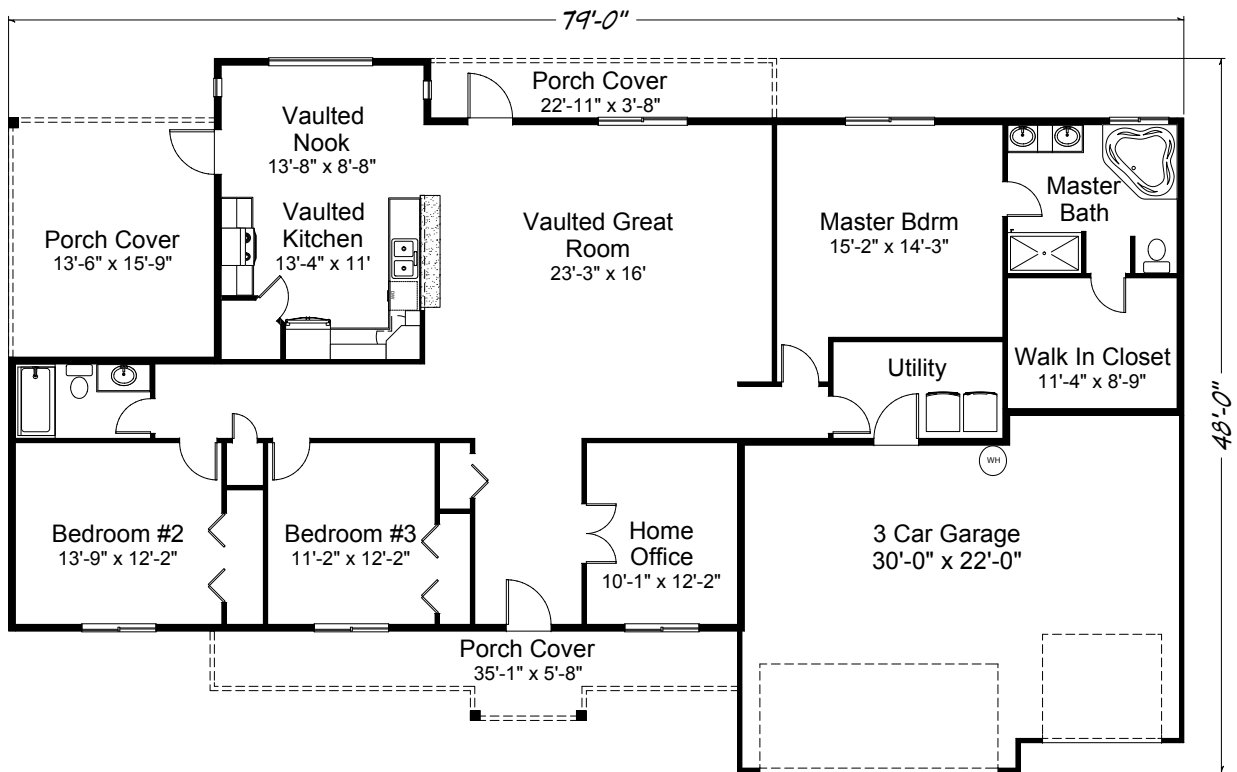 79'-0"
Porch Cover
22'-11" x 3'-8"
Vaulted
Nook
13'-8" x 8'-8"
Master
Bath
Vaulted
Kitchen
13'-4" x 11'
Vaulted Great
Room
23'-3" x 16'
Master Bdrm
15'-2" x 14'-3"
Porch Cover
13'-6" x 15'-9"
Utility
Walk In Closet
11'-4" x 8'-9"
48'-0"
WH
Bedroom #2
13'-9" x 12'-2"
Bedroom #3
11'-2" x 12'-2"
Home
Office
10'-1" x 12'-2"
3 Car Garage
30'-0" x 22'-0"
Porch Cover
35'-1" x 5'-8"